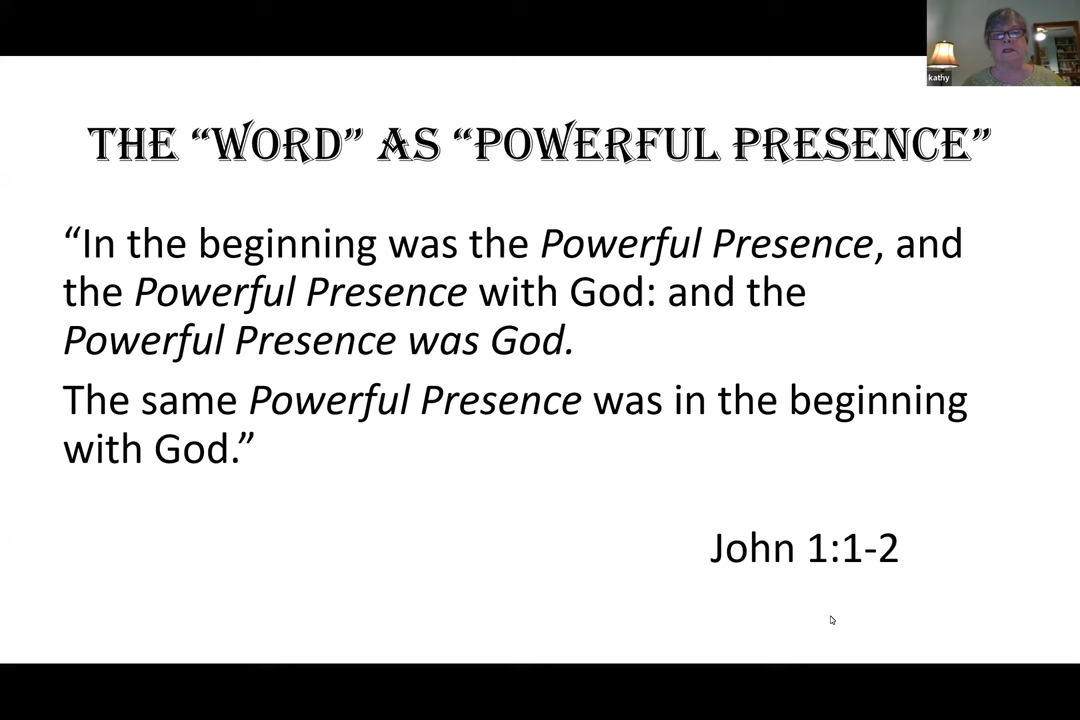 kathy
THE “WORD” AS “POWERFUL PRESENCE”
“In the beginning was the Powerful Presence, and
the Powerful Presence with God: and the
Powerful Presence was God.
The same Powerful Presence was in the beginning
with God.”
John 1:1-2